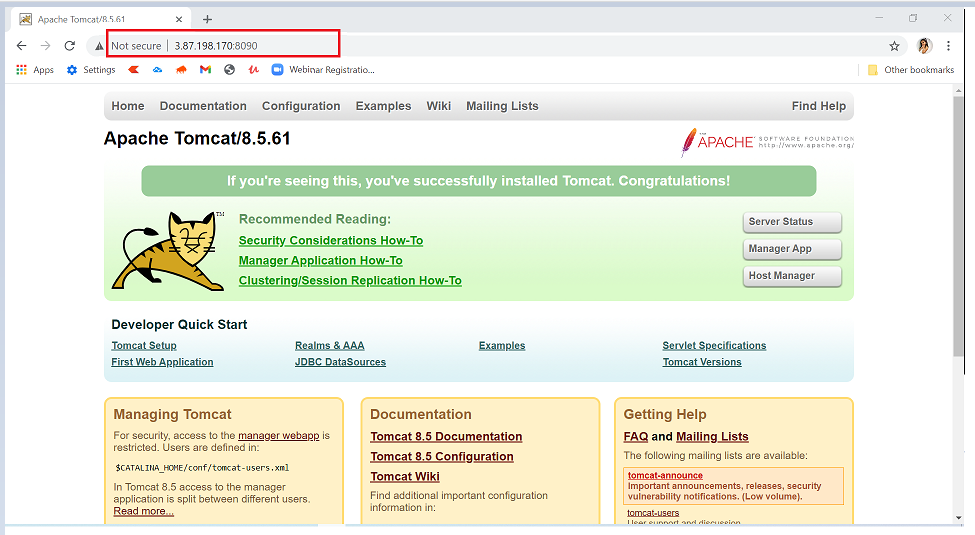 Apache Tomcat/8.5.61
Not secure | 3.87.198.170:8090
Apps Settings Webinar Registratio... Other bookmarks
Home Documentation Configuration Examples Wiki Mailing Lists Find Help
Apache Tomcat/8.5.61
THE APACHE SOFTWARE FOUNDATION
http://www.apache.org/
If you're seeing this, you've successfully installed Tomcat. Congratulations!
TM
Recommended Reading:
Security Considerations How-To
Manager Application How-To
Clustering/Session Replication How-To
Server Status
Manager App
Host Manager
Developer Quick Start
Tomcat Setup
First Web Application
Realms & AAA
JDBC DataSources
Examples
Servlet Specifications
Tomcat Versions
Managing Tomcat
For security, access to the manager webapp is
restricted. Users are defined in:
$CATALINA_HOME/conf/tomcat-users.xml
In Tomcat 8.5 access to the manager
application is split between different users.
Read more...
Documentation
Tomcat 8.5 Documentation
Tomcat 8.5 Configuration
Tomcat Wiki
Find additional important configuration
information in:
Getting Help
FAQ and Mailing Lists
The following mailing lists are available:
tomcat-announce
Important announcements, releases, security
vulnerability notifications. (Low volume).
tomcat-users
User support and discussion